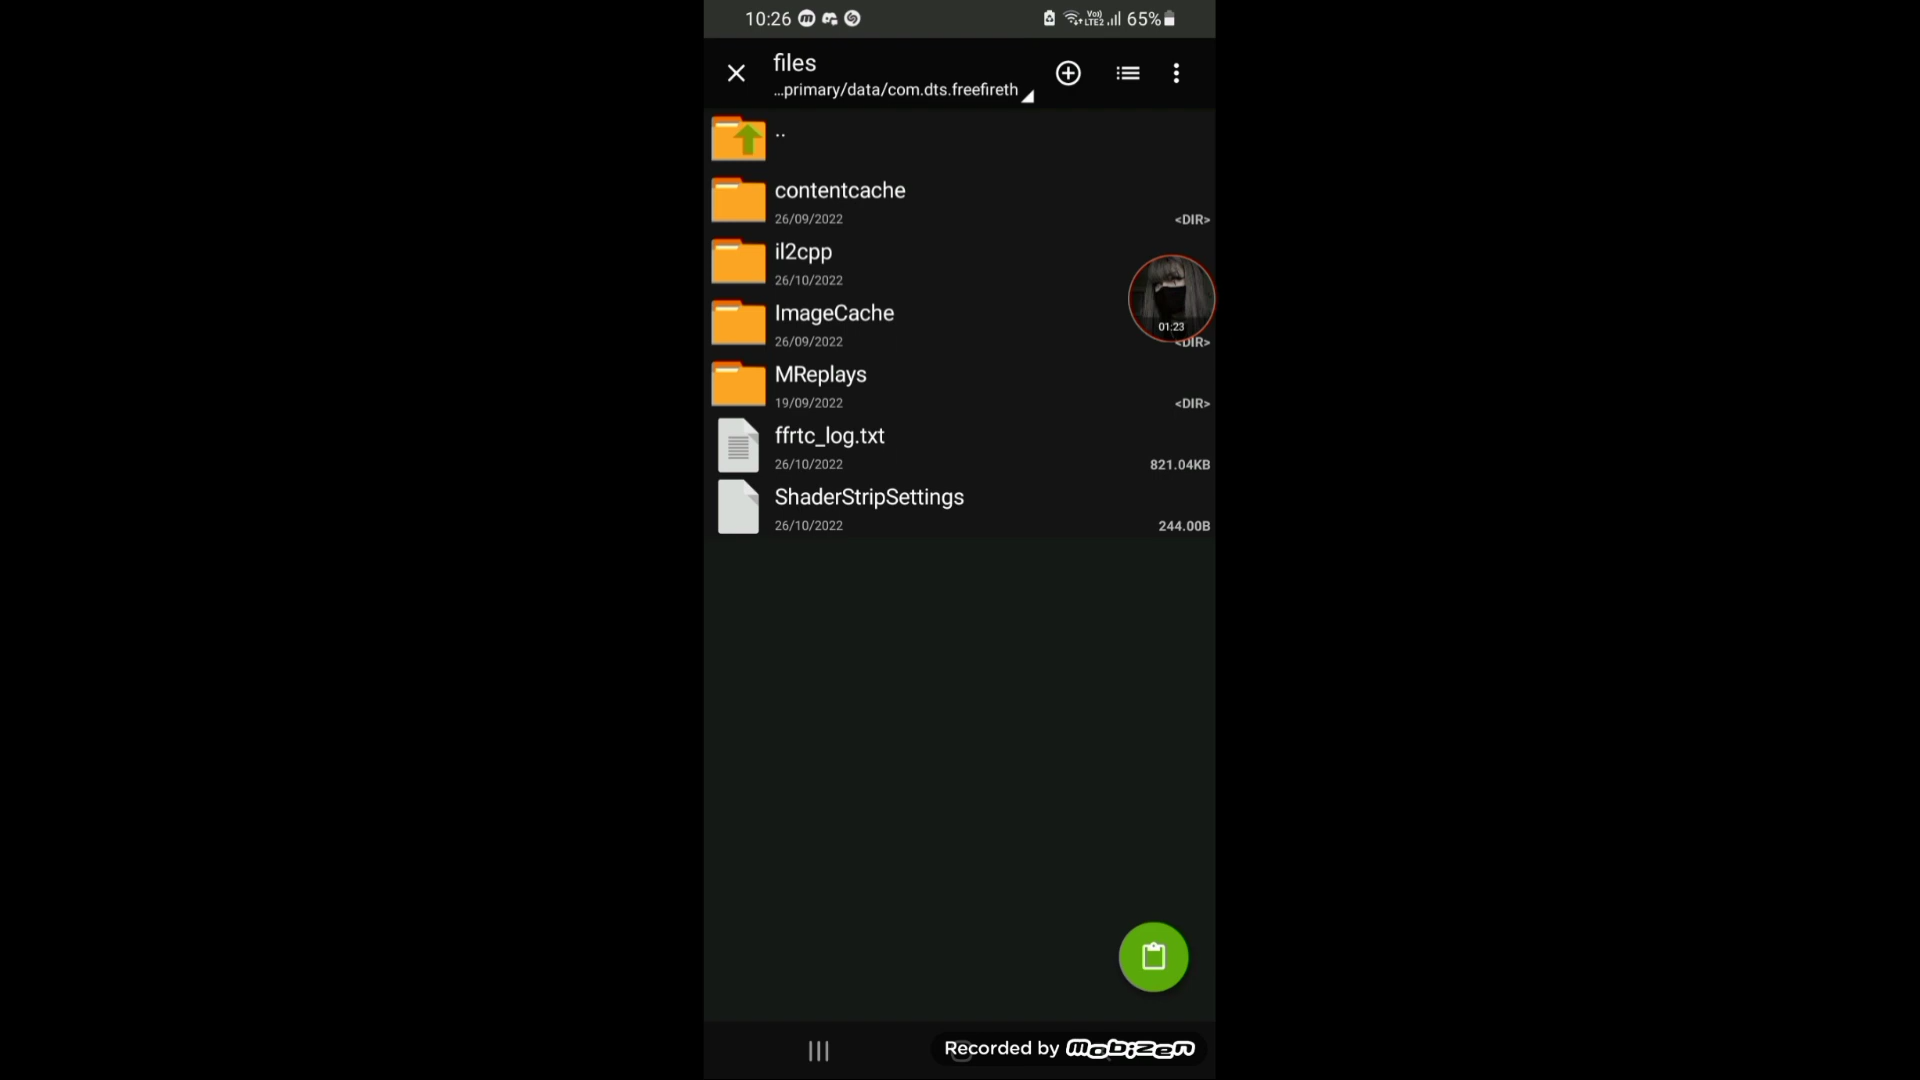 10:26
Vo)) LTE2 65%
files
...primary/data/com.dts.freefireth
..
contentcache
26/09/2022 <DIR>
il2cpp
26/10/2022
ImageCache
01:23
26/09/2022 <DIR>
MReplays
19/09/2022 <DIR>
ffrtc_log.txt
26/10/2022 821.04KB
ShaderStripSettings
26/10/2022 244.00B
Recorded by mobizen